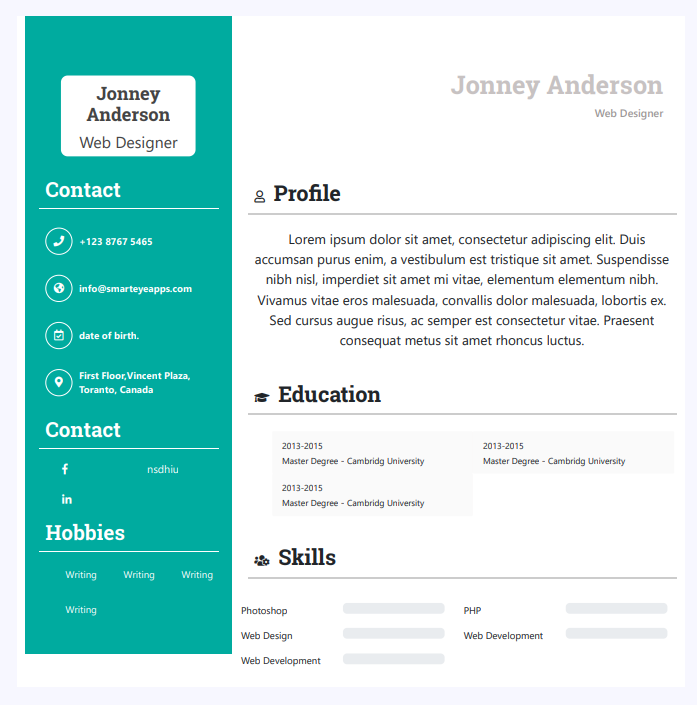 Jonney
Anderson
Web Designer
Contact
+123 8767 5465
info@smarteyeapps.com
date of birth.
First Floor,Vincent Plaza,
Toranto, Canada
Contact
nsdhiu
Hobbies
Writing Writing Writing
Writing
Jonney Anderson
Web Designer
Profile
Lorem ipsum dolor sit amet, consectetur adipiscing elit. Duis
accumsan purus enim, a vestibulum est tristique sit amet. Suspendisse
nibh nisl, imperdiet sit amet mi vitae, elementum elementum nibh.
Vivamus vitae eros malesuada, convallis dolor malesuada, lobortis ex.
Sed cursus augue risus, ac semper est consectetur vitae. Praesent
consequat metus sit amet rhoncus luctus.
Education
2013-2015
Master Degree - Cambridg University
2013-2015
Master Degree - Cambridg University
2013-2015
Master Degree - Cambridg University
Skills
Photoshop PHP
Web Design Web Development
Web Development